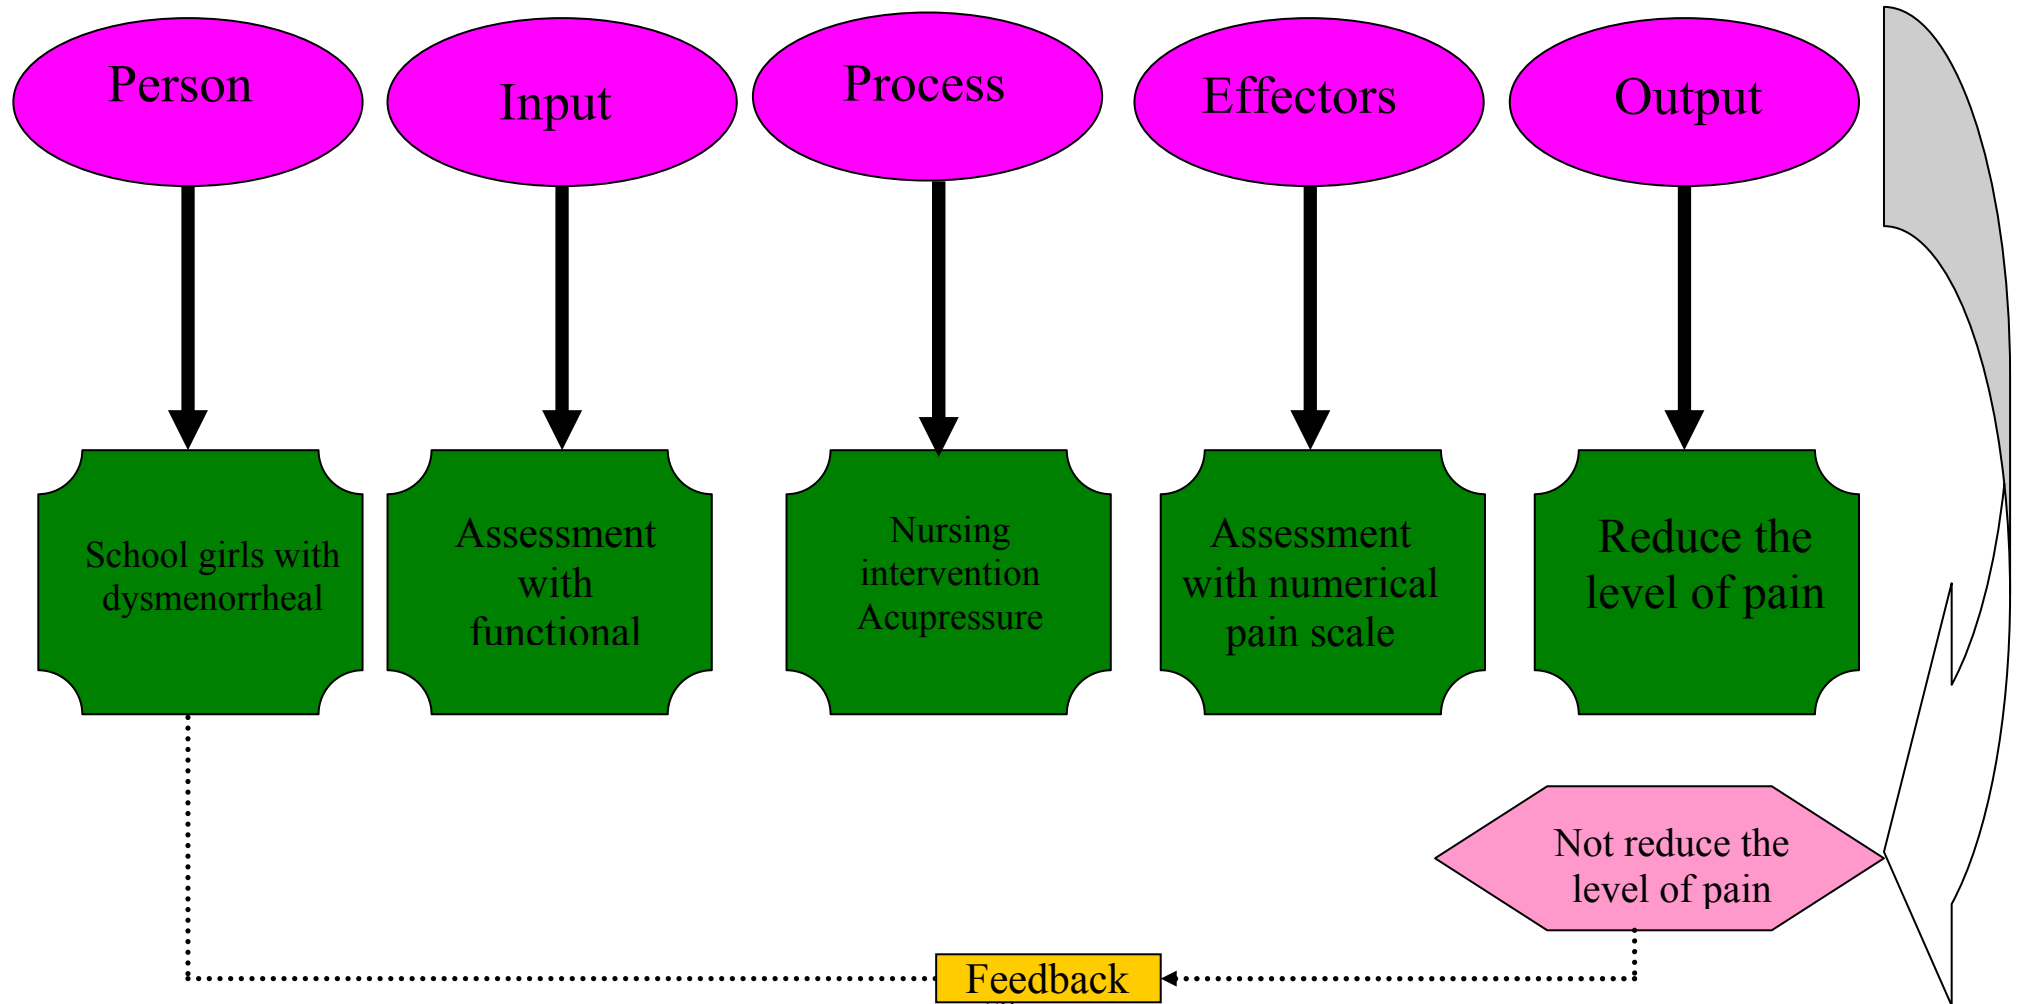 Person
Input
Process
Effectors
Output
School girls with
dysmenorrheal
Assessment
with
functional
Nursing
intervention
Acupressure
Assessment
with numerical
pain scale
Reduce the
level of pain
Not reduce the
level of pain
Feedback